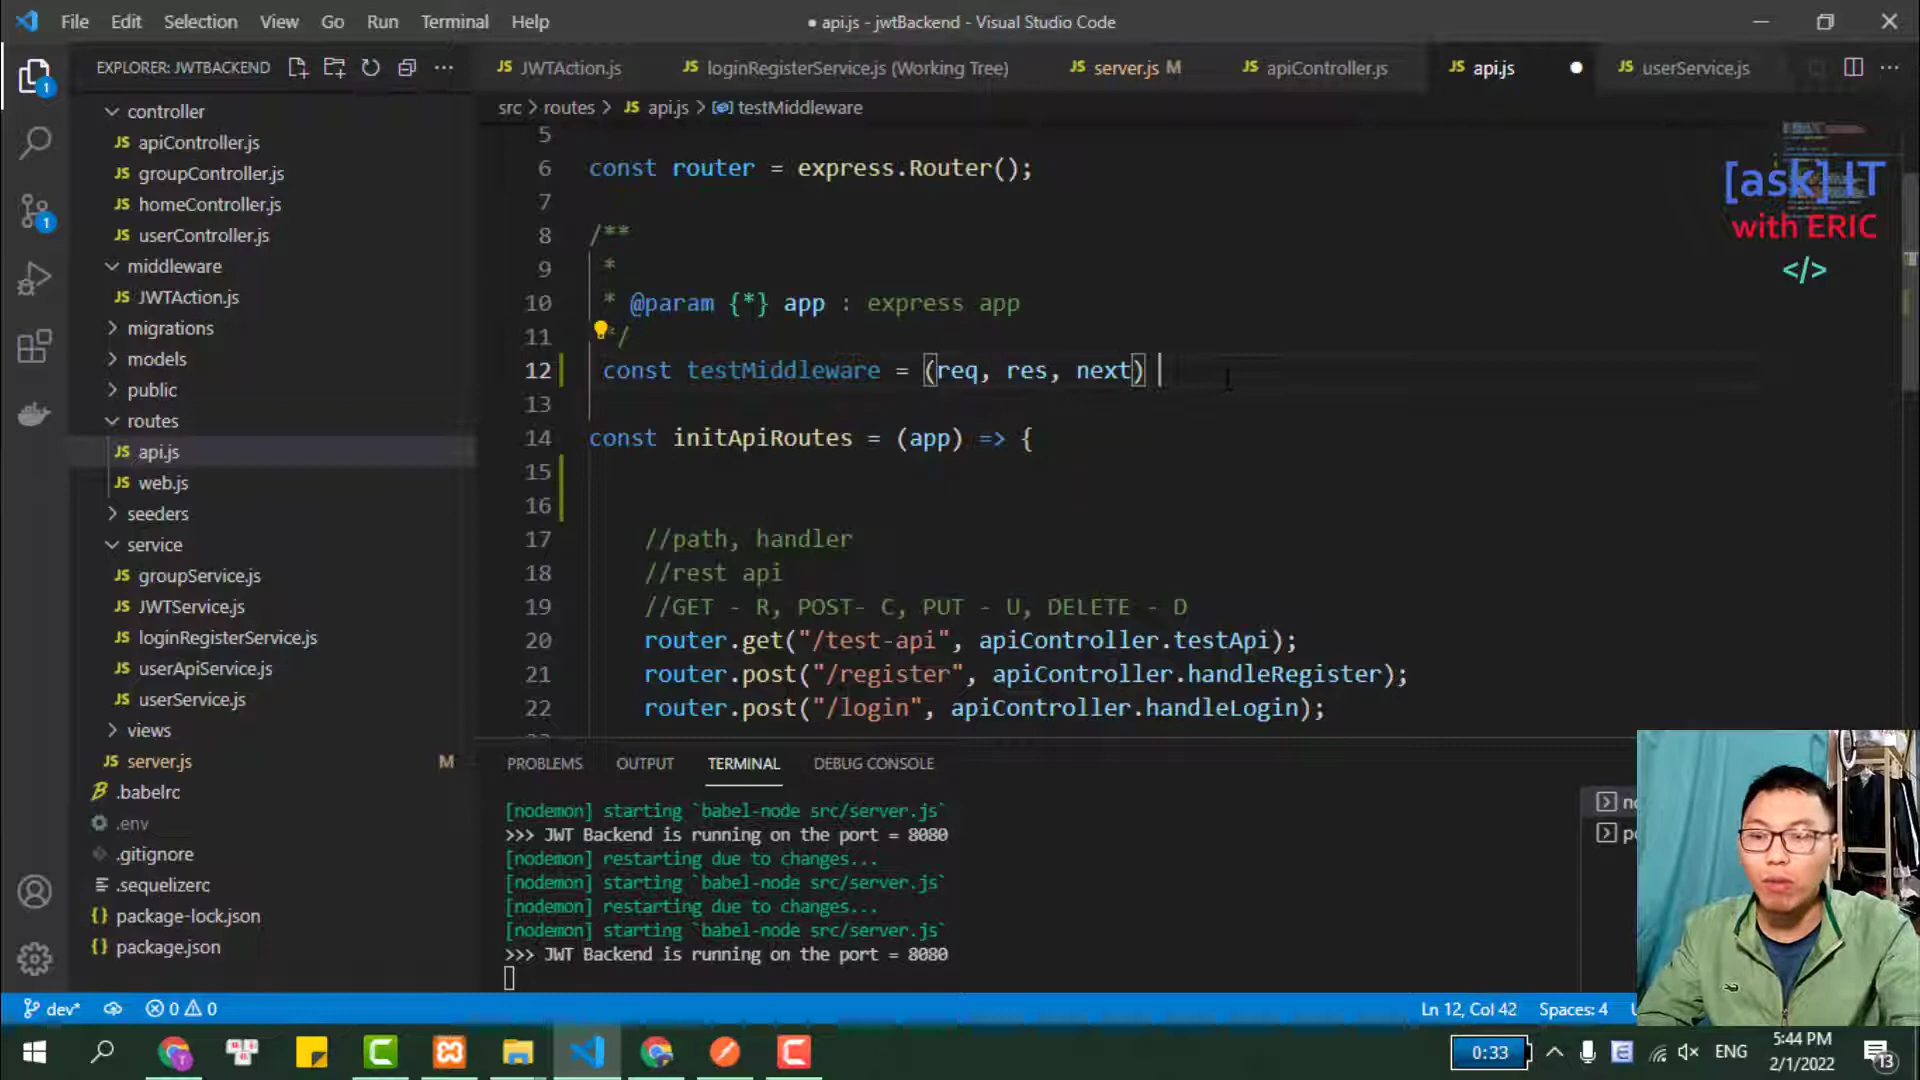 File Edit Selection View Go Run Terminal Help
● api.js - jwtBackend - Visual Studio Code
EXPLORER: JWTBACKEND
JS JWTAction.js
JS loginRegisterService.js (Working Tree)
JS server.js M
JS apiController.js
JS api.js
JS userService.js
src > routes > JS api.js > testMiddleware
1
1
controller
JS apiController.js
JS groupController.js
JS homeController.js
JS userController.js
middleware
JS JWTAction.js
migrations
models
public
routes
JS api.js
JS web.js
seeders
service
JS groupService.js
JS JWTService.js
JS loginRegisterService.js
JS userApiService.js
JS userService.js
views
JS server.js M
.babelrc
.env
.gitignore
.sequelizerc
{} package-lock.json
{} package.json
5
6 const router = express.Router();
7
8 /**
9 *
10 * @param {*} app : express app
11 */
12 const testMiddleware = (req, res, next)
13
14 const initApiRoutes = (app) => {
15
16
17 //path, handler
18 //rest api
19 //GET - R, POST- C, PUT - U, DELETE - D
20 router.get("/test-api", apiController.testApi);
21 router.post("/register", apiController.handleRegister);
22 router.post("/login", apiController.handleLogin);
[ask] IT
with ERIC
</>
PROBLEMS OUTPUT TERMINAL DEBUG CONSOLE
[nodemon] starting `babel-node src/server.js`
>>> JWT Backend is running on the port = 8080
[nodemon] restarting due to changes...
[nodemon] starting `babel-node src/server.js`
[nodemon] restarting due to changes...
[nodemon] starting `babel-node src/server.js`
>>> JWT Backend is running on the port = 8080
dev* 0 0
Ln 12, Col 42 Spaces: 4
0:33
ENG
5:44 PM
2/1/2022
13